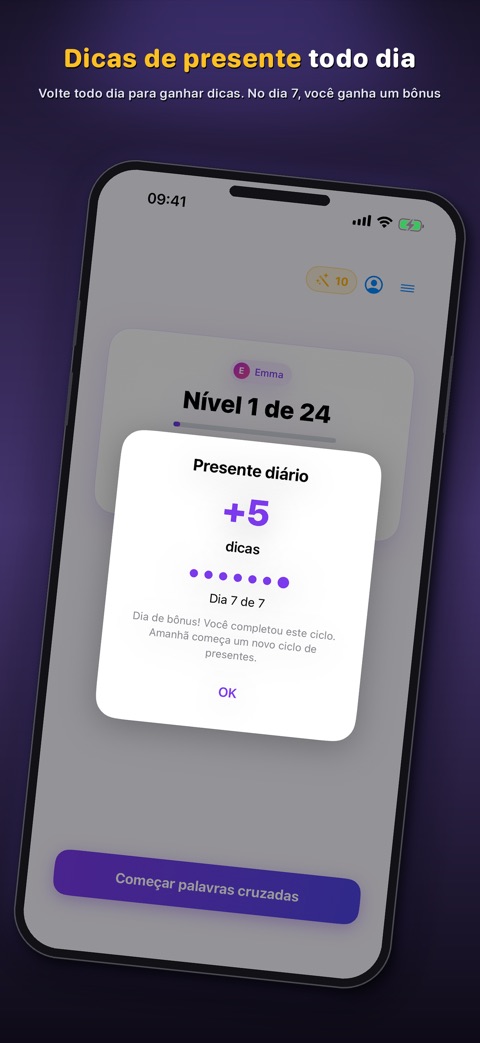 Dicas de presente todo dia
Volte todo dia para ganhar dicas. No dia 7, você ganha um bônus
09:41
10
E Emma
Nível 1 de 24
Presente diário
+5
dicas
Dia 7 de 7
Dia de bônus! Você completou este ciclo.
Amanhã começa um novo ciclo de
presentes.
OK
Começar palavras cruzadas